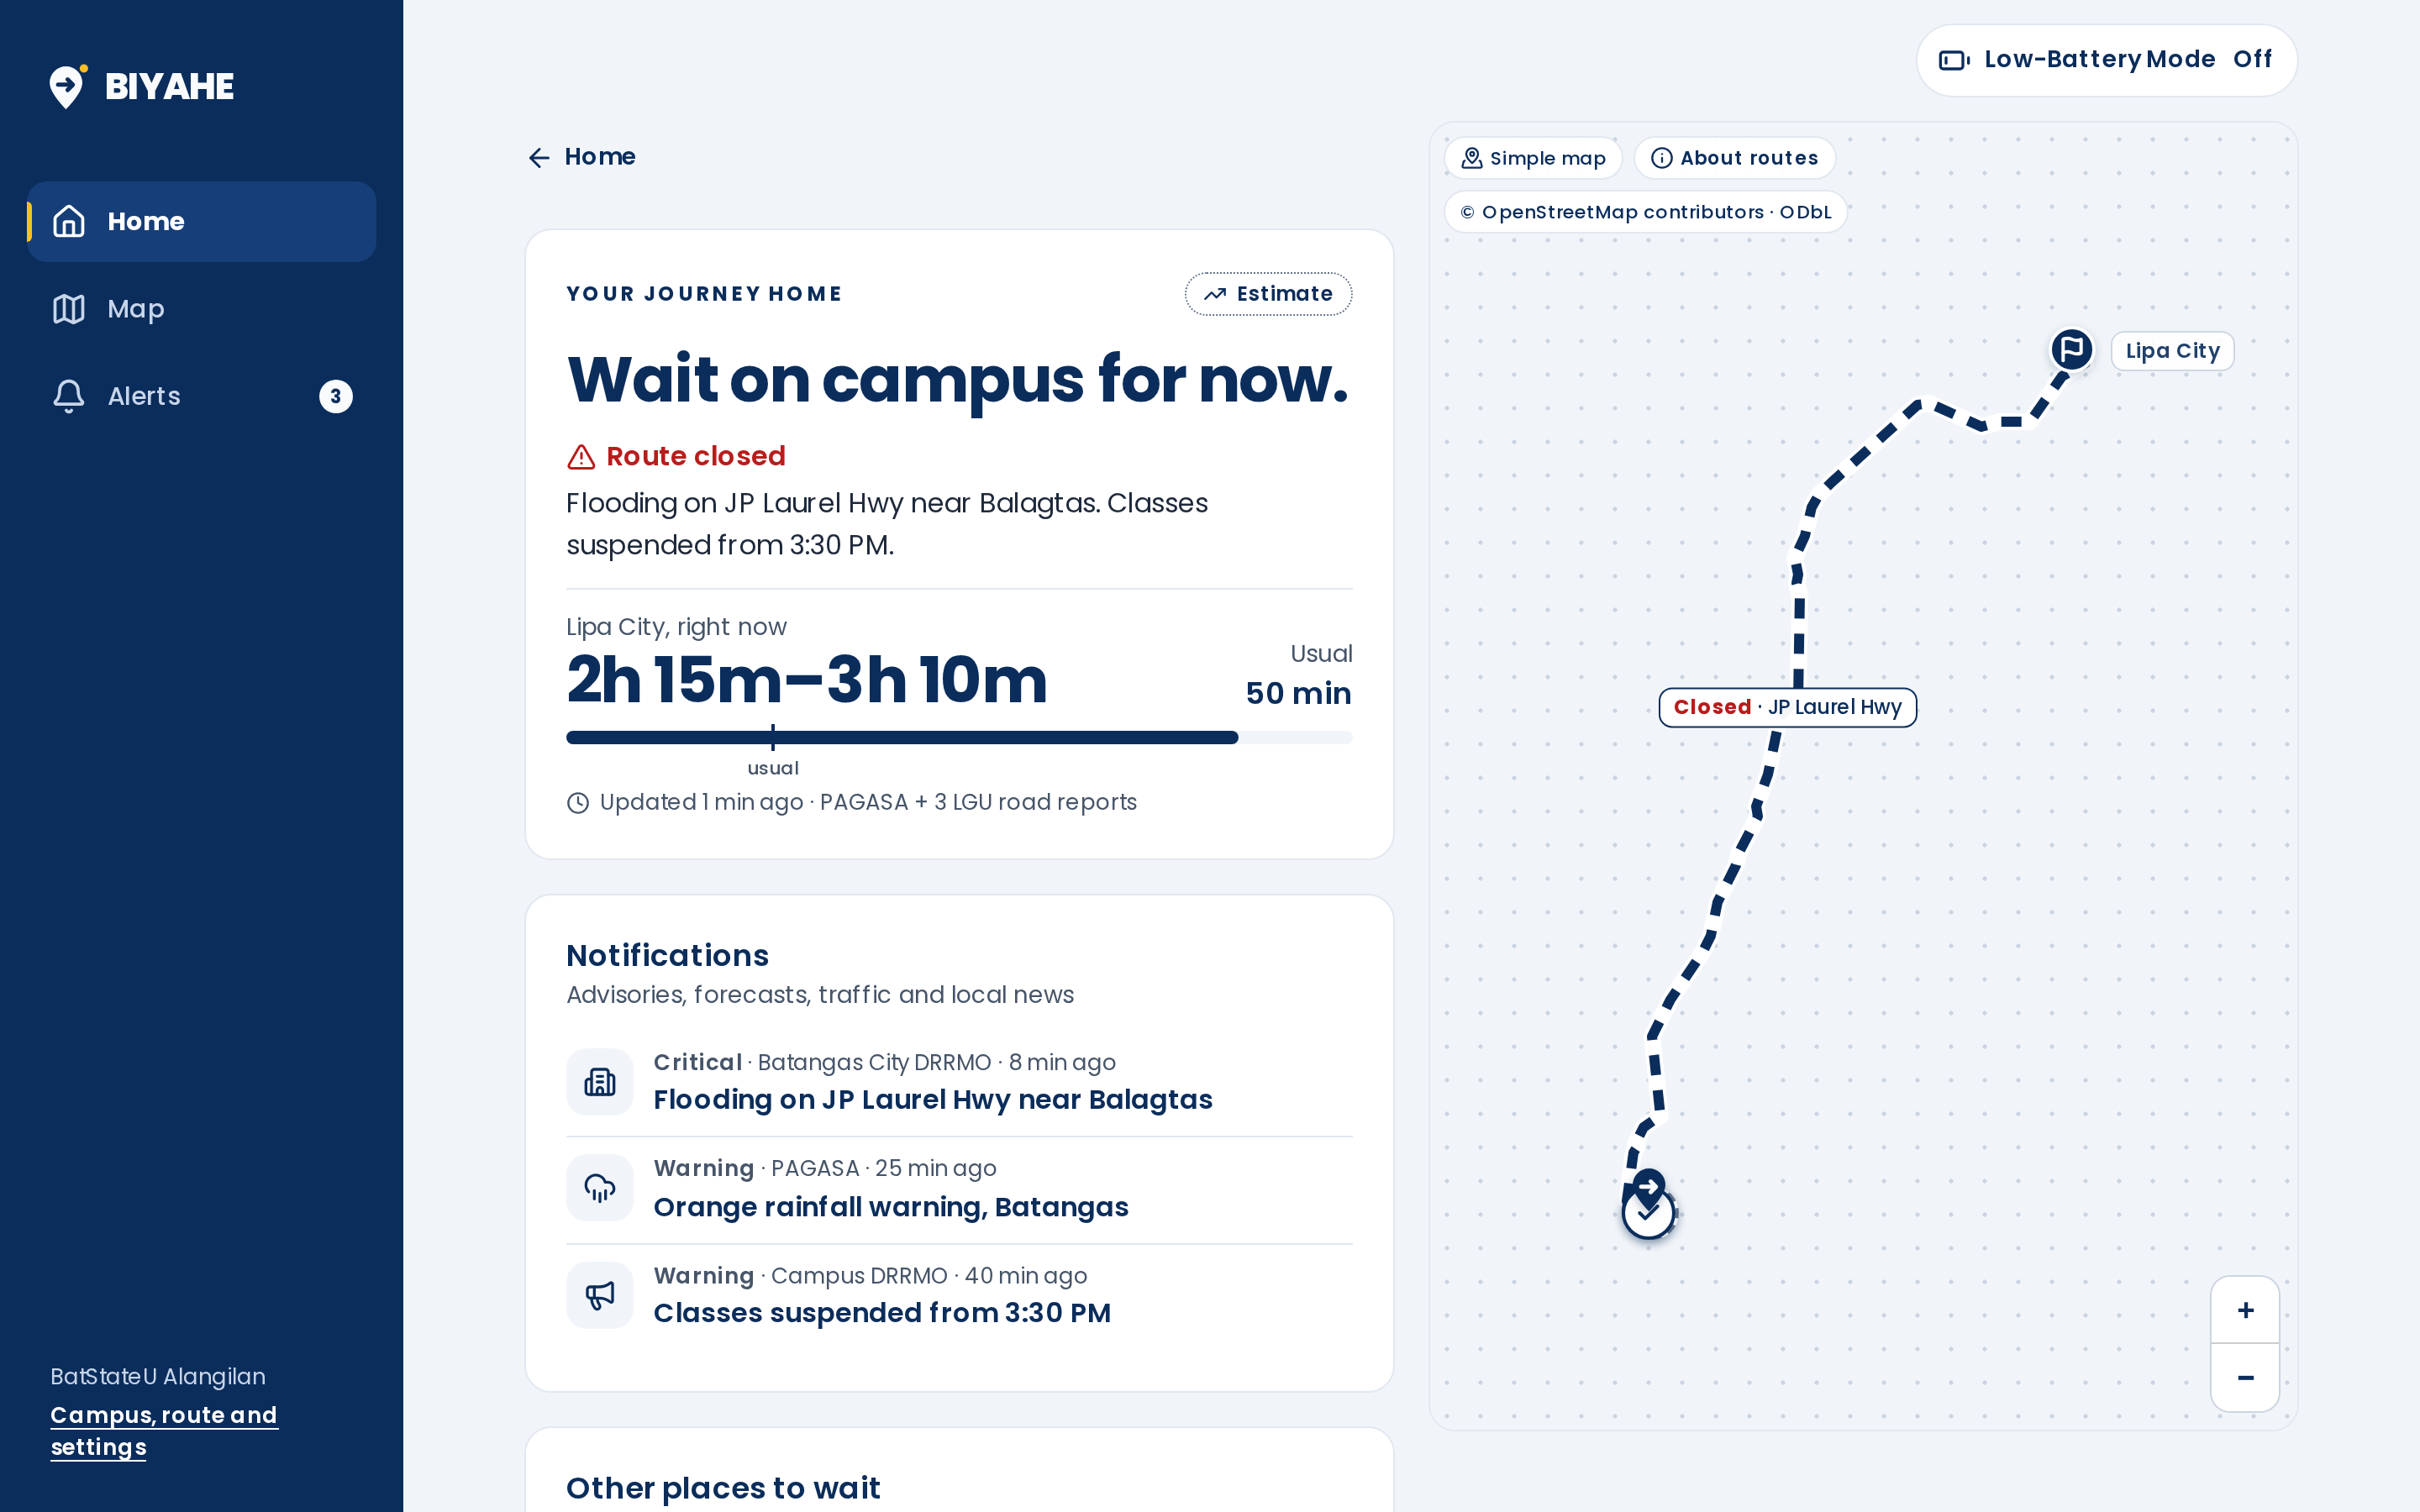 BIYAHE
Home
Map
Alerts
3
BatStateU Alangilan
Campus, route and
settings
Low-Battery Mode Off
Home
YOUR JOURNEY HOME
Estimate
Wait on campus for now.
Route closed
Flooding on JP Laurel Hwy near Balagtas. Classes
suspended from 3:30 PM.
Lipa City, right now
2h 15m–3h 10m
Usual
50 min
usual
Updated 1 min ago · PAGASA + 3 LGU road reports
Notifications
Advisories, forecasts, traffic and local news
Critical · Batangas City DRRMO · 8 min ago
Flooding on JP Laurel Hwy near Balagtas
Warning · PAGASA · 25 min ago
Orange rainfall warning, Batangas
Warning · Campus DRRMO · 40 min ago
Classes suspended from 3:30 PM
Other places to wait
Simple map
About routes
© OpenStreetMap contributors · ODbL
Lipa City
Closed · JP Laurel Hwy
+
−